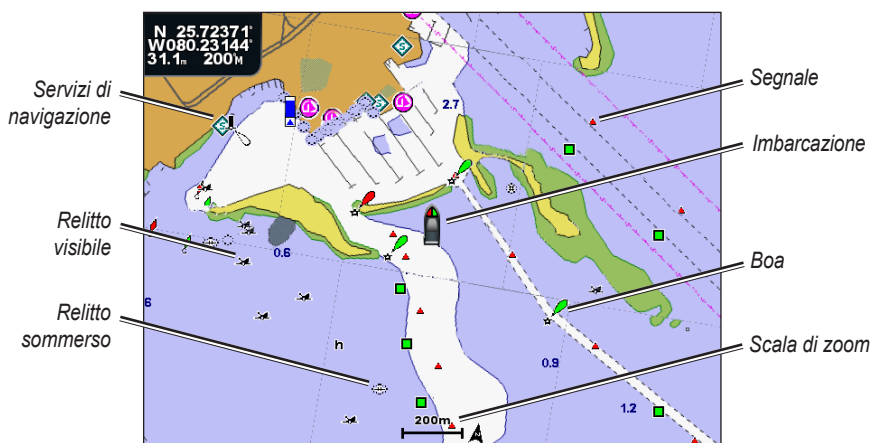 N 25.72371°
W080.23144°
31.1m 200°M
Servizi di
navigazione
Relitto
visibile
Relitto
sommerso
Segnale
Imbarcazione
Boa
Scala di zoom
2.7
0.6
6
h
0.9
1.2
200m
S
S
S